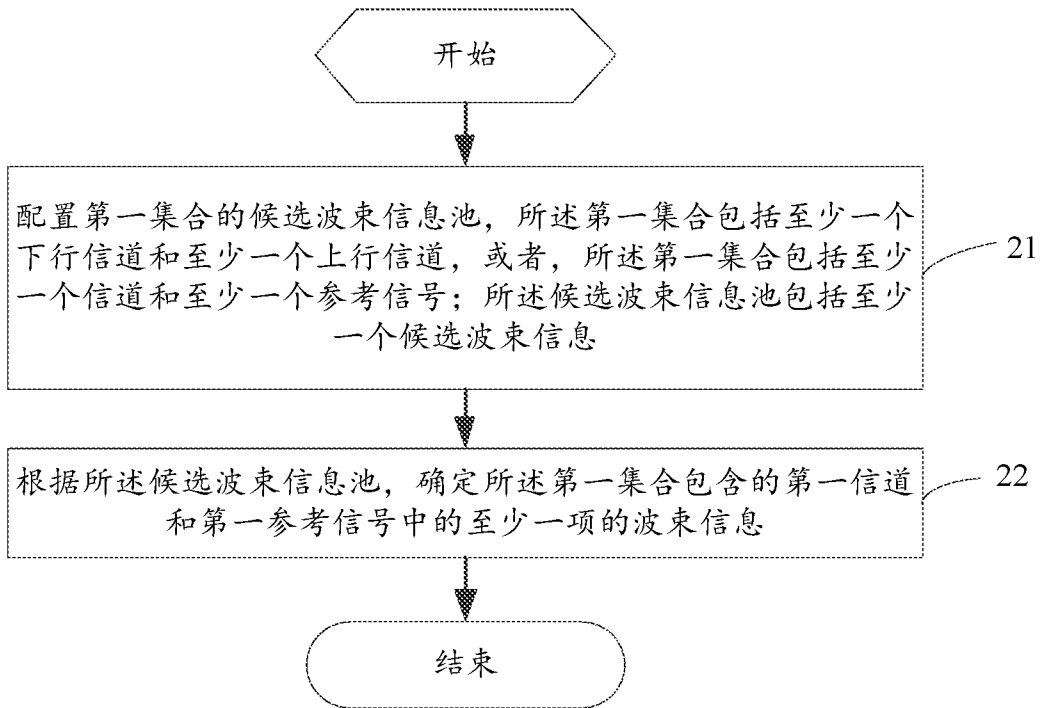 开始
配置第一集合的候选波束信息池，所述第一集合包括至少一个
下行信道和至少一个上行信道，或者，所述第一集合包括至少
一个信道和至少一个参考信号；所述候选波束信息池包括至少
一个候选波束信息
21
根据所述候选波束信息池，确定所述第一集合包含的第一信道
和第一参考信号中的至少一项的波束信息
22
结束